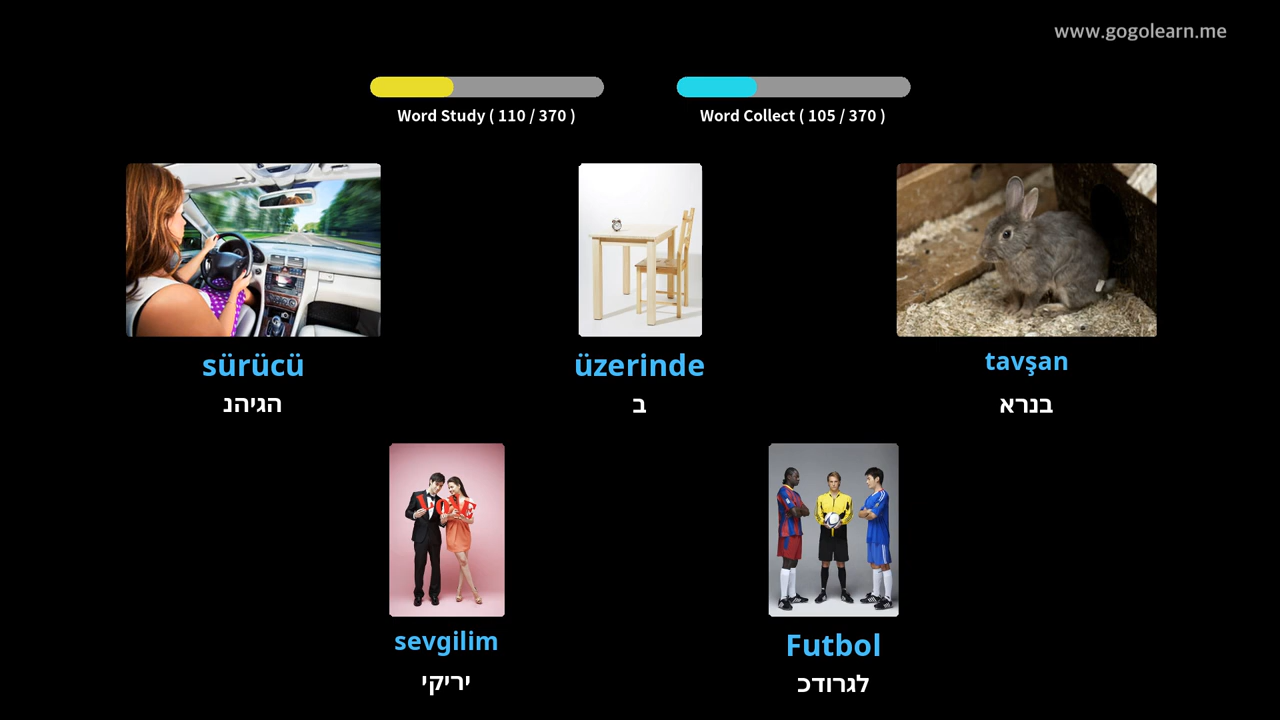 www.gogolearn.me
Word Study ( 110 / 370 )
Word Collect ( 105 / 370 )
sürücü
הגיהנ
üzerinde
ב
tavşan
בנרא
sevgilim
יריקי
Futbol
לגרודכ